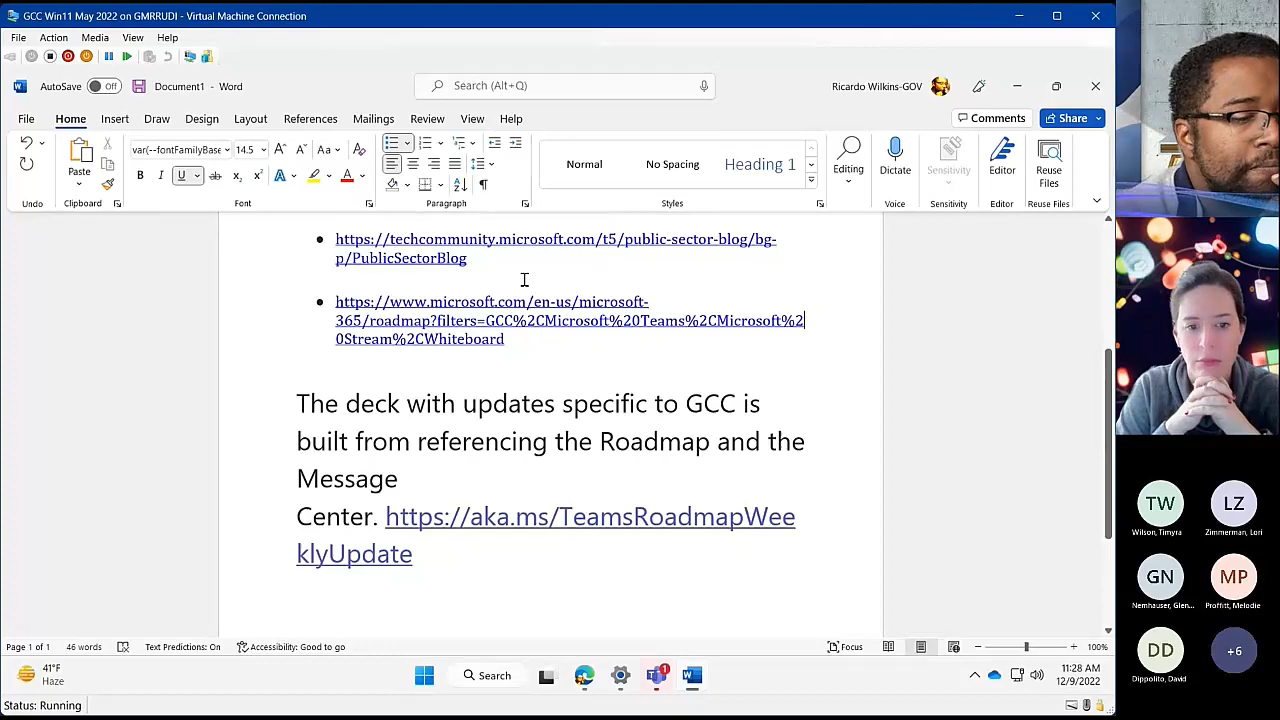 GCC Win11 May 2022 on GMRRUDI - Virtual Machine Connection
File Action Media View Help
AutoSave Off Document1 - Word Search (Alt+Q) Ricardo Wilkins-GOV
File Home Insert Draw Design Layout References Mailings Review View Help Comments Share
var(--fontFamilyBase 14.5 Aa
Paste B I U ab x2 x2 A A Normal No Spacing Heading 1 Editing Dictate Sensitivity Editor Reuse Files
Undo Clipboard Font Paragraph Styles Voice Sensitivity Editor Reuse Files
https://techcommunity.microsoft.com/t5/public-sector-blog/bg-
p/PublicSectorBlog
https://www.microsoft.com/en-us/microsoft-
365/roadmap?filters=GCC%2CMicrosoft%20Teams%2CMicrosoft%2
0Stream%2CWhiteboard
The deck with updates specific to GCC is
built from referencing the Roadmap and the
Message
Center. https://aka.ms/TeamsRoadmapWee
klyUpdate
Page 1 of 1 46 words Text Predictions: On Accessibility: Good to go Focus 100%
41°F
Haze
Search
1
11:28 AM
12/9/2022
Status: Running
TW LZ
Wilson, Timyra Zimmerman, Lori
GN MP
Nemhauser, Glen... Proffitt, Melodie
DD +6
Dippolito, David